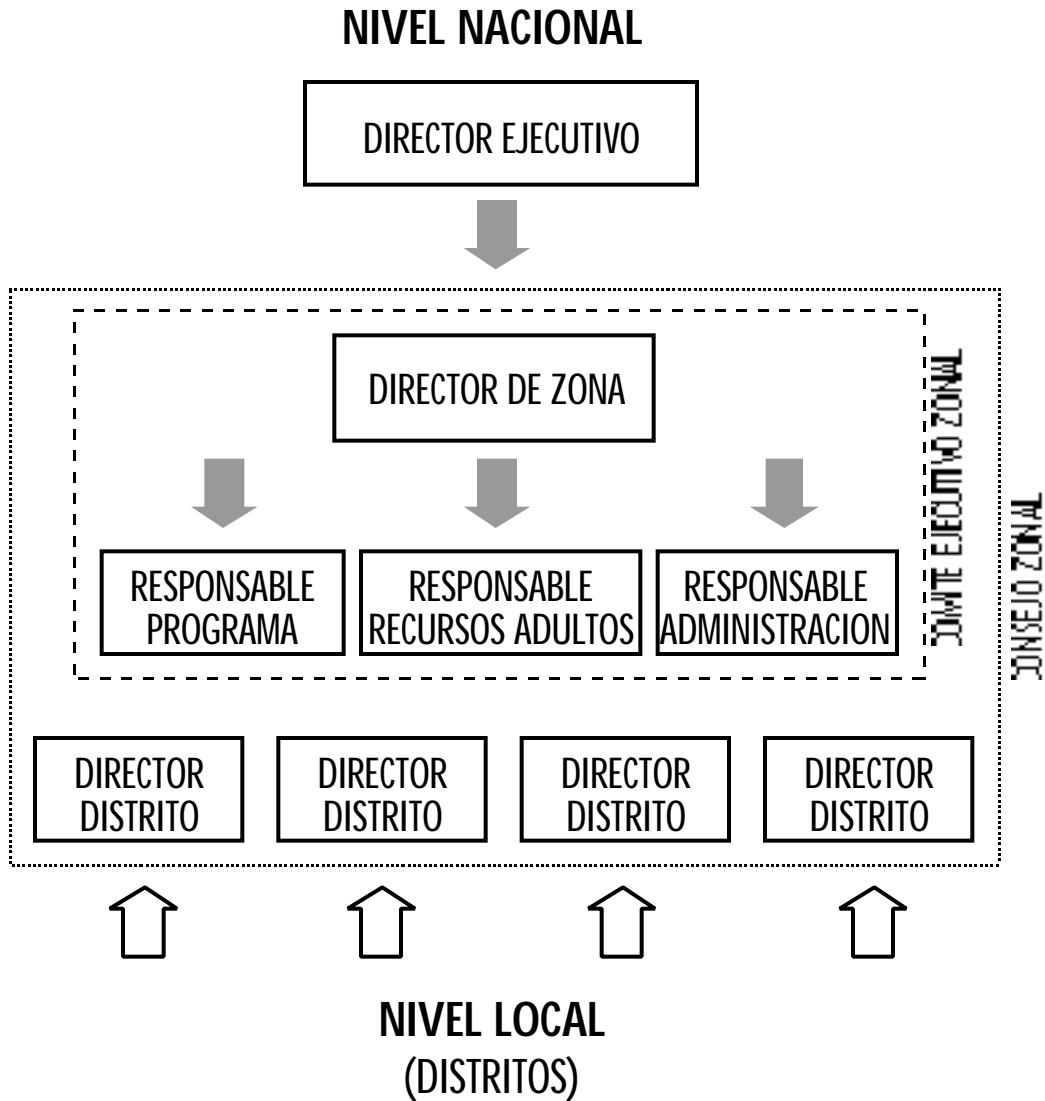 NIVEL NACIONAL
DIRECTOR EJECUTIVO
DIRECTOR DE ZONA
RESPONSABLE
PROGRAMA
RESPONSABLE
RECURSOS ADULTOS
RESPONSABLE
ADMINISTRACION
COMITE EJECUTIVO ZONAL
CONSEJO ZONAL
DIRECTOR
DISTRITO
DIRECTOR
DISTRITO
DIRECTOR
DISTRITO
DIRECTOR
DISTRITO
NIVEL LOCAL
(DISTRITOS)